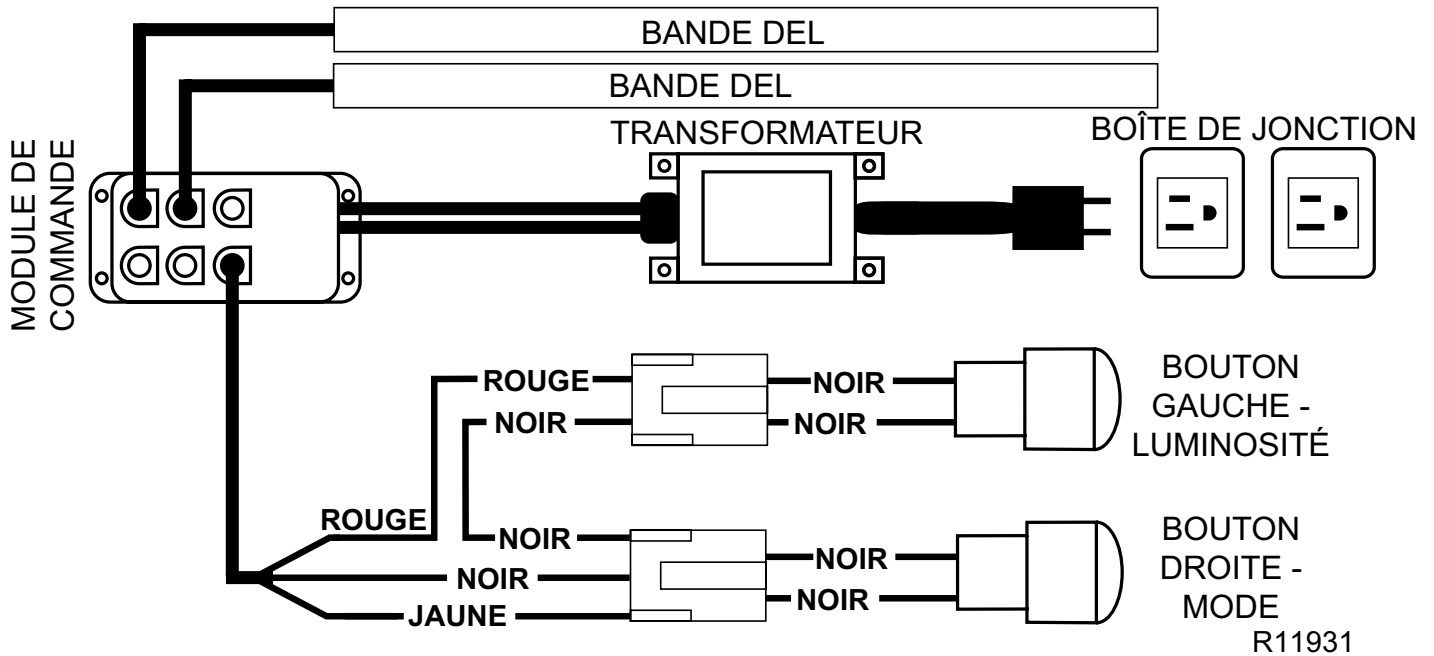 BANDE DEL
BANDE DEL
TRANSFORMATEUR
BOÎTE DE JONCTION
MODULE DE
COMMANDE
ROUGE
NOIR
NOIR
NOIR
BOUTON
GAUCHE -
LUMINOSITÉ
ROUGE
NOIR
NOIR
JAUNE
NOIR
NOIR
BOUTON
DROITE -
MODE
R11931